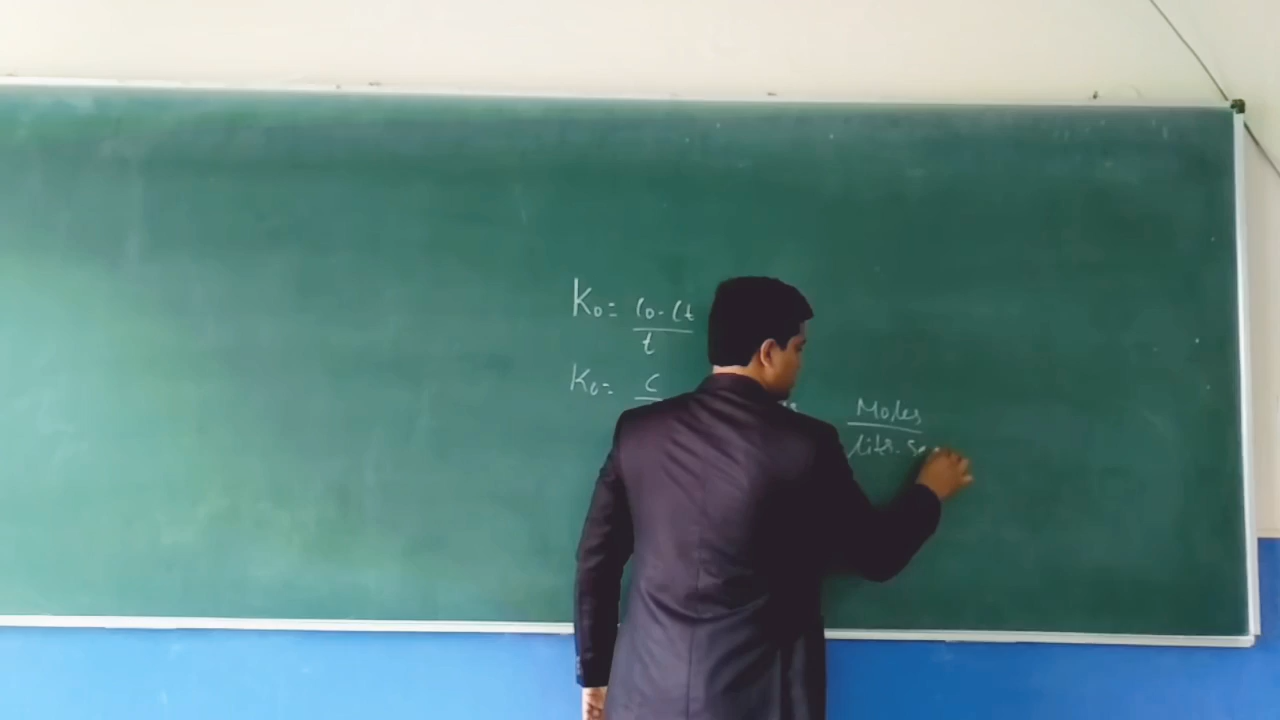 K₀ = C₀-Ct
t
K₀ = C
Moles
litr. Se